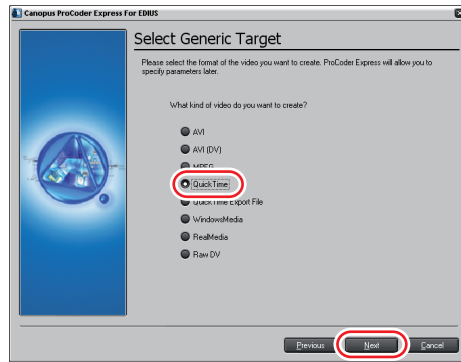 Canopus ProCoder Express For EDIUS
Select Generic Target
Please select the format of the video you want to create. ProCoder Express will allow you to
specify parameters later.
What kind of video do you want to create?
AVI
AVI (DV)
MPEG
QuickTime
QuickTime Export File
WindowsMedia
RealMedia
Raw DV
Previous
Next
Cancel